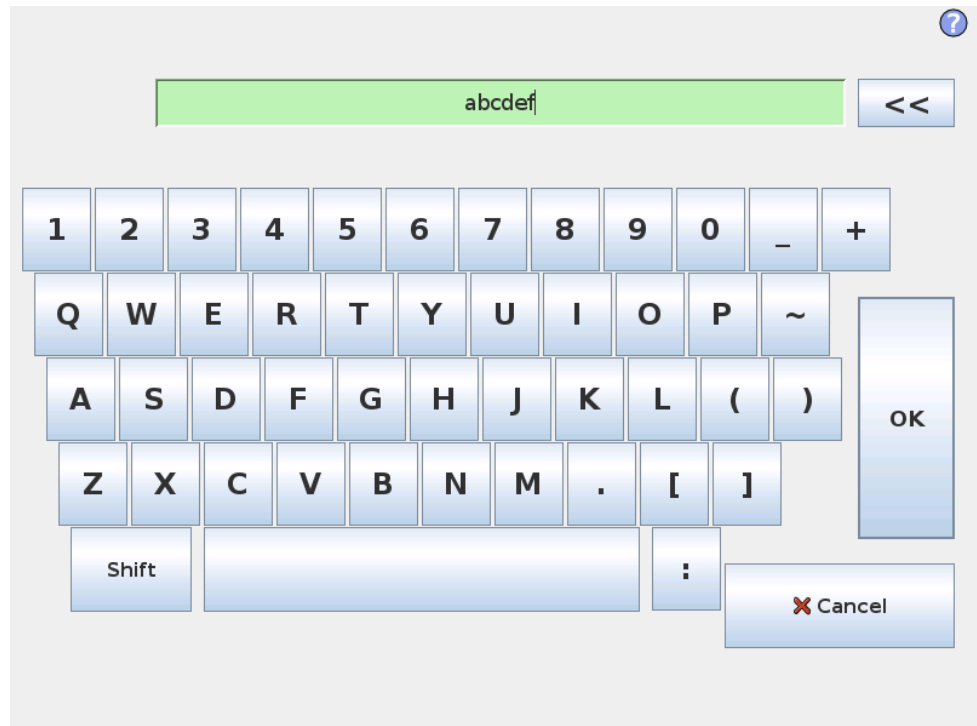 ?
abcdef
<<
1 2 3 4 5 6 7 8 9 0 _ +
Q W E R T Y U I O P ~
A S D F G H J K L ( )
OK
Z X C V B N M . [ ]
Shift :
Cancel